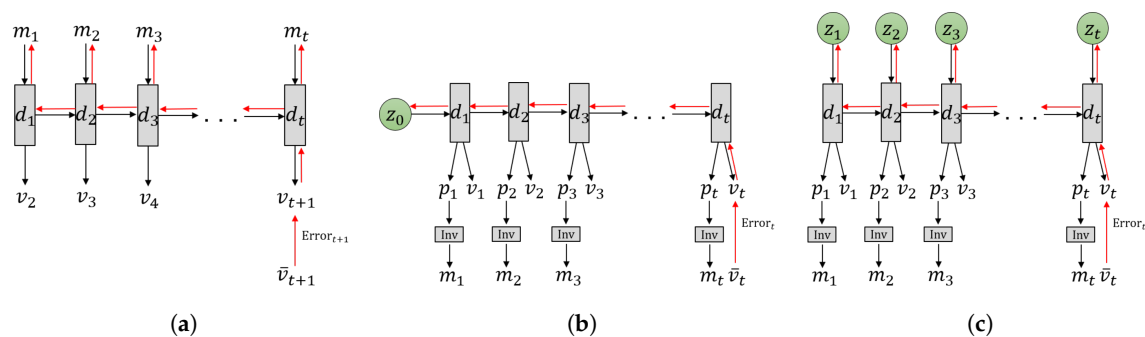 m₁ m₂ m₃ mₜ
d₁ d₂ d₃ . . . dₜ
v₂ v₃ v₄ vₜ₊₁
Errorₜ₊₁
v̄ₜ₊₁
(a)
z₀ d₁ d₂ d₃ . . . dₜ
p₁ v₁ p₂ v₂ p₃ v₃ pₜ vₜ
Inv Inv Inv Inv
Errorₜ
m₁ m₂ m₃ mₜ v̄ₜ
(b)
z₁ z₂ z₃ zₜ
d₁ d₂ d₃ . . . dₜ
p₁ v₁ p₂ v₂ p₃ v₃ pₜ vₜ
Errorₜ
Inv Inv Inv Inv
m₁ m₂ m₃ mₜ v̄ₜ
(c)